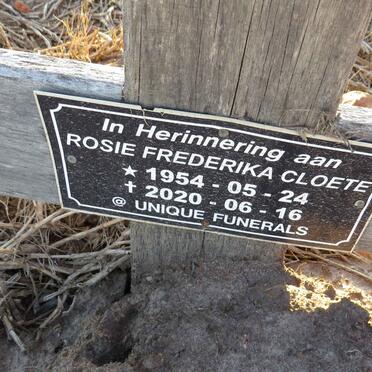 In Herinnering aan
ROSIE FREDERIKA CLOETE
★ 1954 - 05 - 24
✝ 2020 - 06 - 16
@ UNIQUE FUNERALS